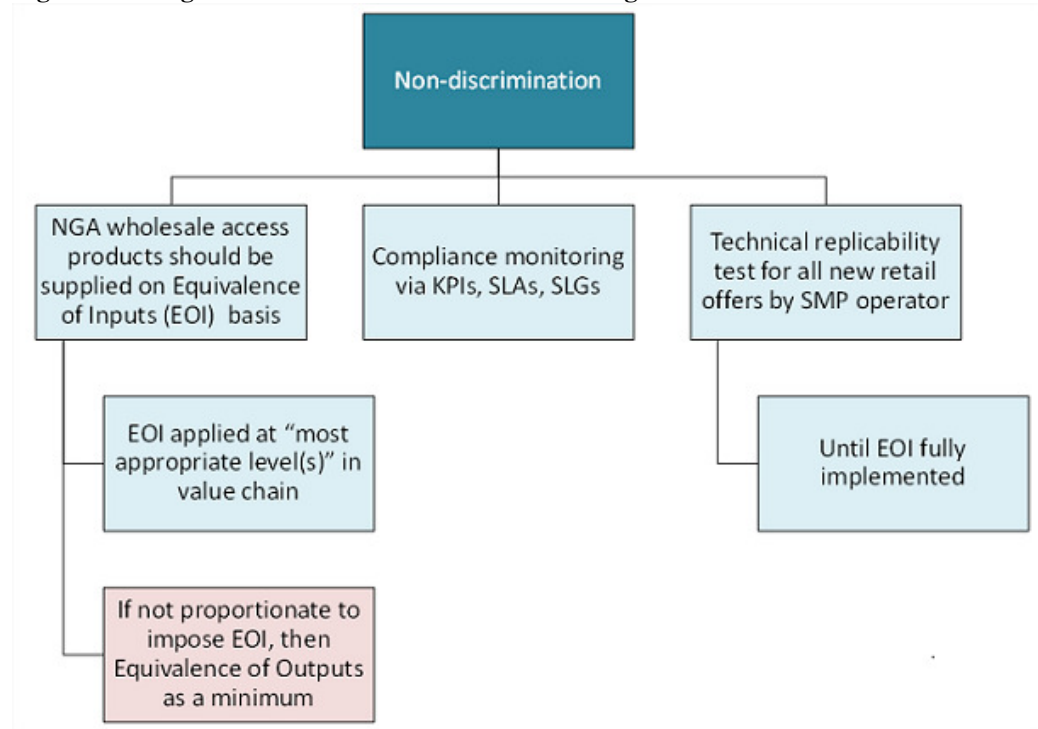 Non-discrimination
NGA wholesale access
products should be
supplied on Equivalence
of Inputs (EOI) basis
Compliance monitoring
via KPIs, SLAs, SLGs
Technical replicability
test for all new retail
offers by SMP operator
EOI applied at “most
appropriate level(s)” in
value chain
Until EOI fully
implemented
If not proportionate to
impose EOI, then
Equivalence of Outputs
as a minimum